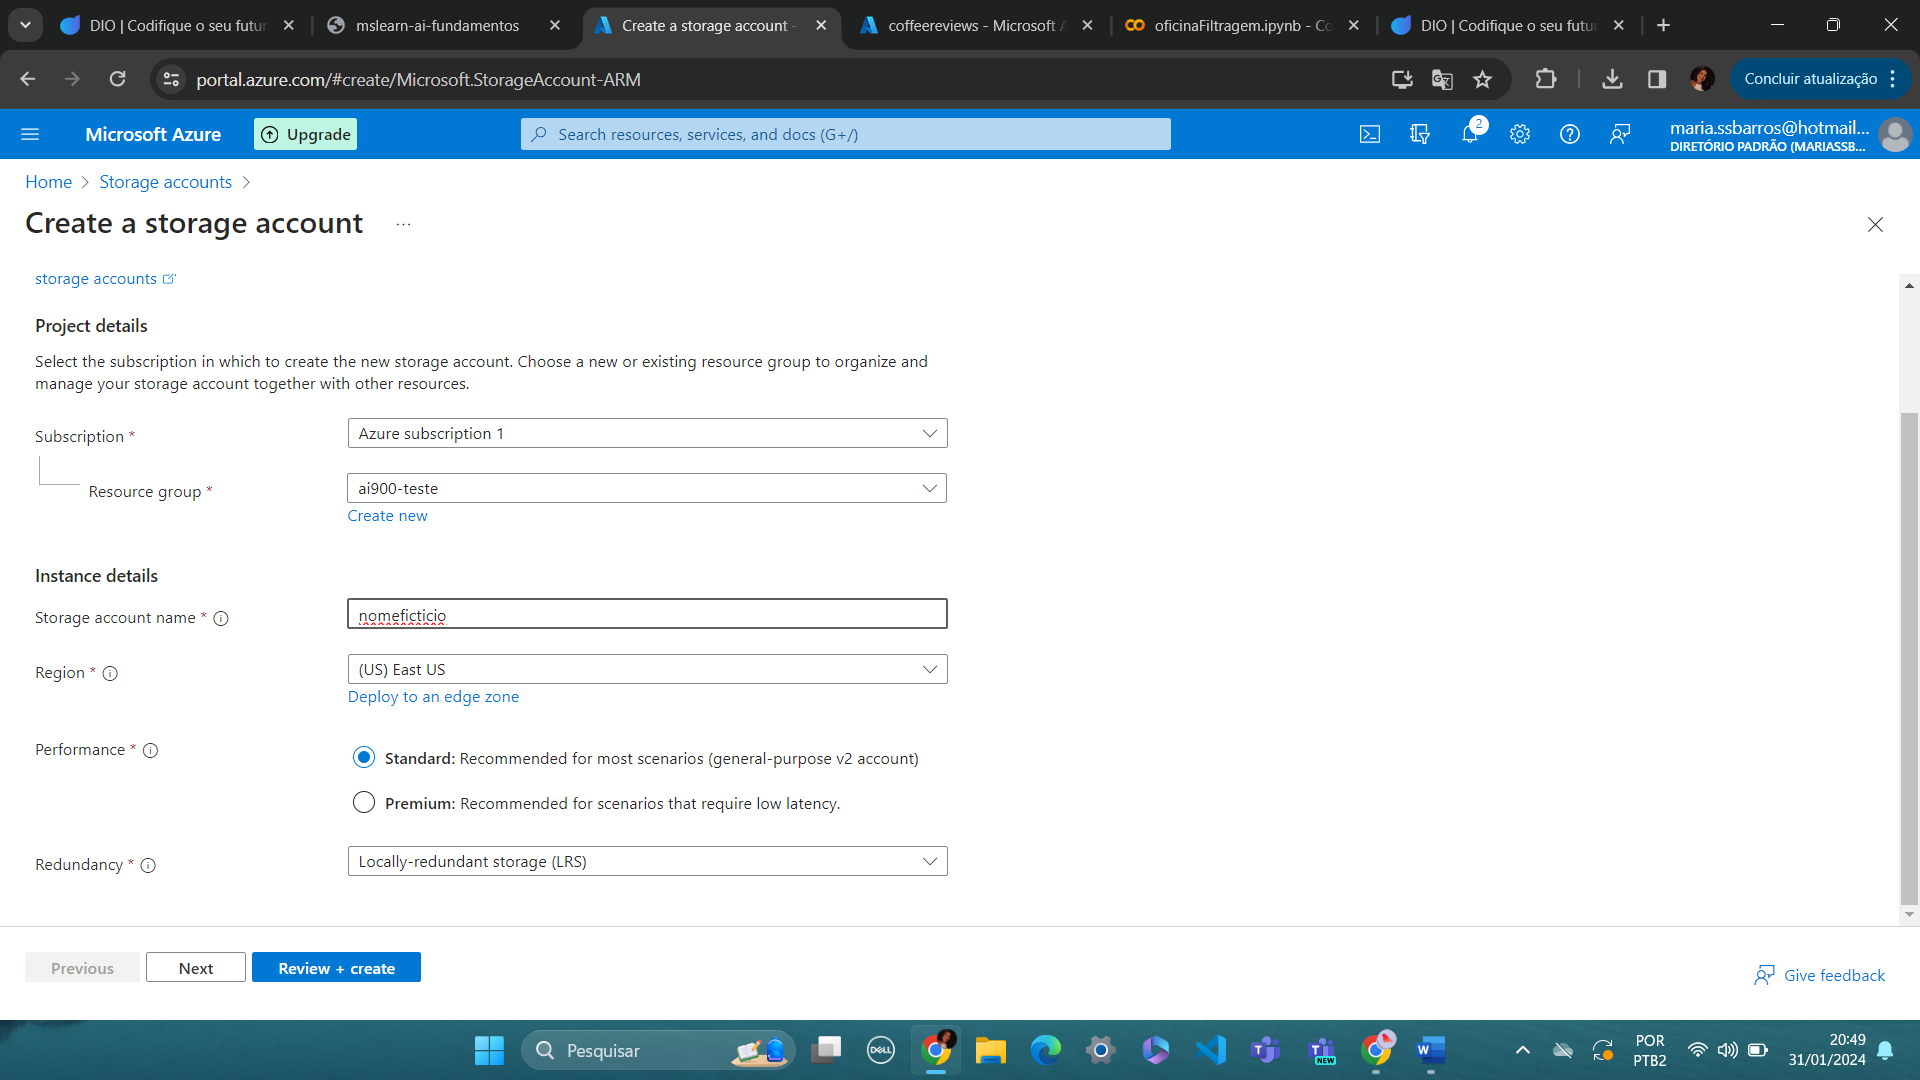 DIO | Codifique o seu futur
mslearn-ai-fundamentos
Create a storage account -
coffeereviews - Microsoft A
oficinaFiltragem.ipynb - Co
DIO | Codifique o seu futur
portal.azure.com/#create/Microsoft.StorageAccount-ARM
Concluir atualização
Microsoft Azure
Upgrade
Search resources, services, and docs (G+/)
2
maria.ssbarros@hotmail...
DIRETÓRIO PADRÃO (MARIASSB...
Home
Storage accounts
Create a storage account
...
storage accounts
Project details
Select the subscription in which to create the new storage account. Choose a new or existing resource group to organize and
manage your storage account together with other resources.
Subscription *
Azure subscription 1
Resource group *
ai900-teste
Create new
Instance details
Storage account name *
nomeficticio
Region *
(US) East US
Deploy to an edge zone
Performance *
Standard: Recommended for most scenarios (general-purpose v2 account)
Premium: Recommended for scenarios that require low latency.
Redundancy *
Locally-redundant storage (LRS)
Previous
Next
Review + create
Give feedback
Pesquisar
DELL
NEW
POR
PTB2
20:49
31/01/2024